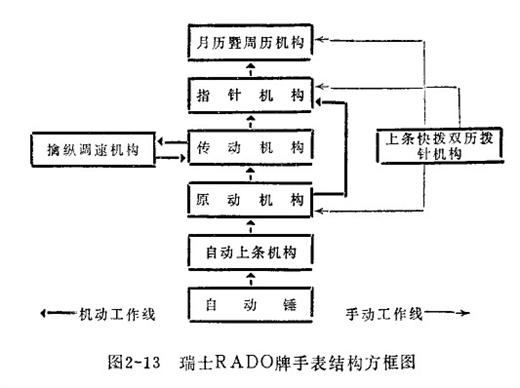 月历暨周历机构
指针机构
擒纵调速机构
传动机构
上条快拨双历拨
针机构
原动机构
自动上条机构
自动锤
机动工作线
手动工作线
图2-13 瑞士RADO牌手表结构方框图